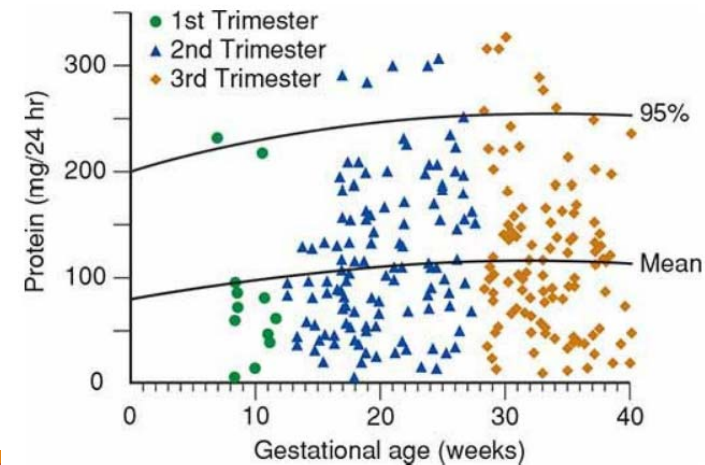 1st Trimester
2nd Trimester
3rd Trimester
300
200
100
0
Protein (mg/24 hr)
95%
Mean
0 10 20 30 40
Gestational age (weeks)